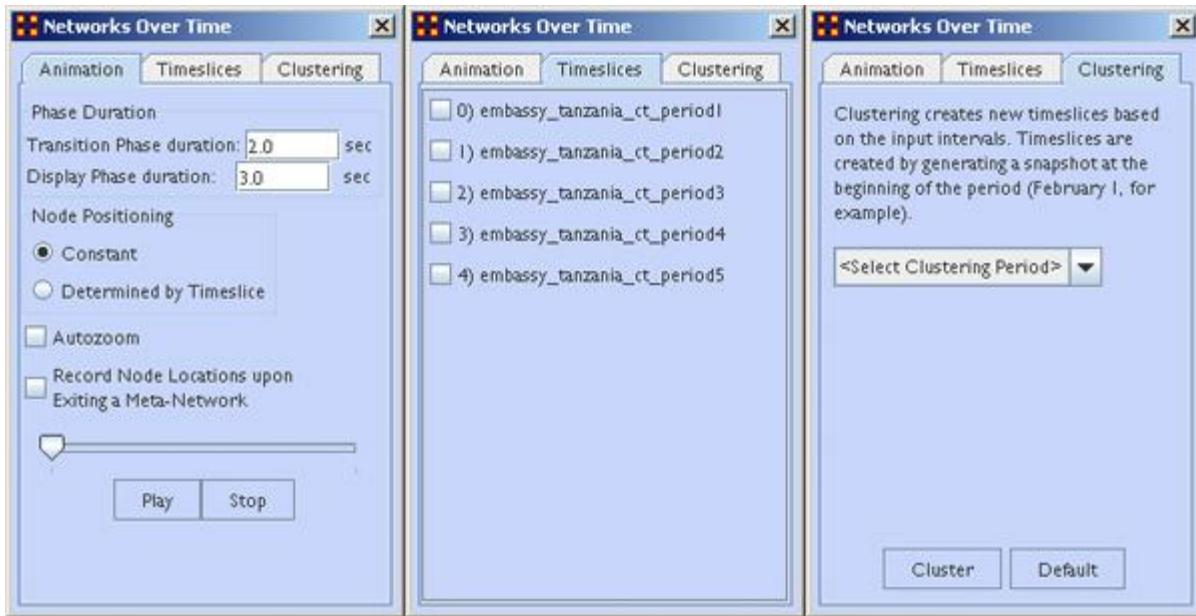 Networks Over Time
Animation Timeslices Clustering
Phase Duration
Transition Phase duration: 2.0 sec
Display Phase duration: 3.0 sec
Node Positioning
Constant
Determined by Timeslice
Autozoom
Record Node Locations upon
Exiting a Meta-Network
Play Stop
Networks Over Time
Animation Timeslices Clustering
0) embassy_tanzania_ct_period1
1) embassy_tanzania_ct_period2
2) embassy_tanzania_ct_period3
3) embassy_tanzania_ct_period4
4) embassy_tanzania_ct_period5
Networks Over Time
Animation Timeslices Clustering
Clustering creates new timeslices based
on the input intervals. Timeslices are
created by generating a snapshot at the
beginning of the period (February 1, for
example).
<Select Clustering Period>
Cluster Default